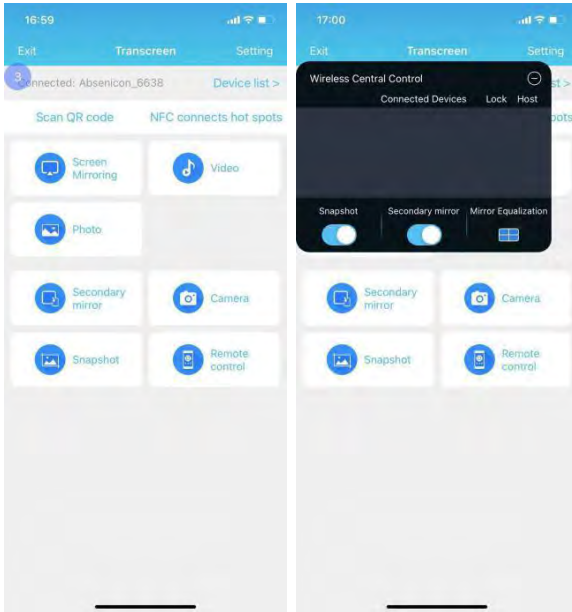 16:59
Exit
Transcreen
Setting
3
Connected: Absenicon_6638
Device list >
Scan QR code
NFC connects hot spots
Screen
Mirroring
Video
Photo
Secondary
mirror
Camera
Snapshot
Remote
control
17:00
Exit
Transcreen
Setting
Wireless Central Control
st >
Connected Devices
Lock
Host
pots
Snapshot
Secondary mirror
Mirror Equalization
Secondary
mirror
Camera
Snapshot
Remote
control